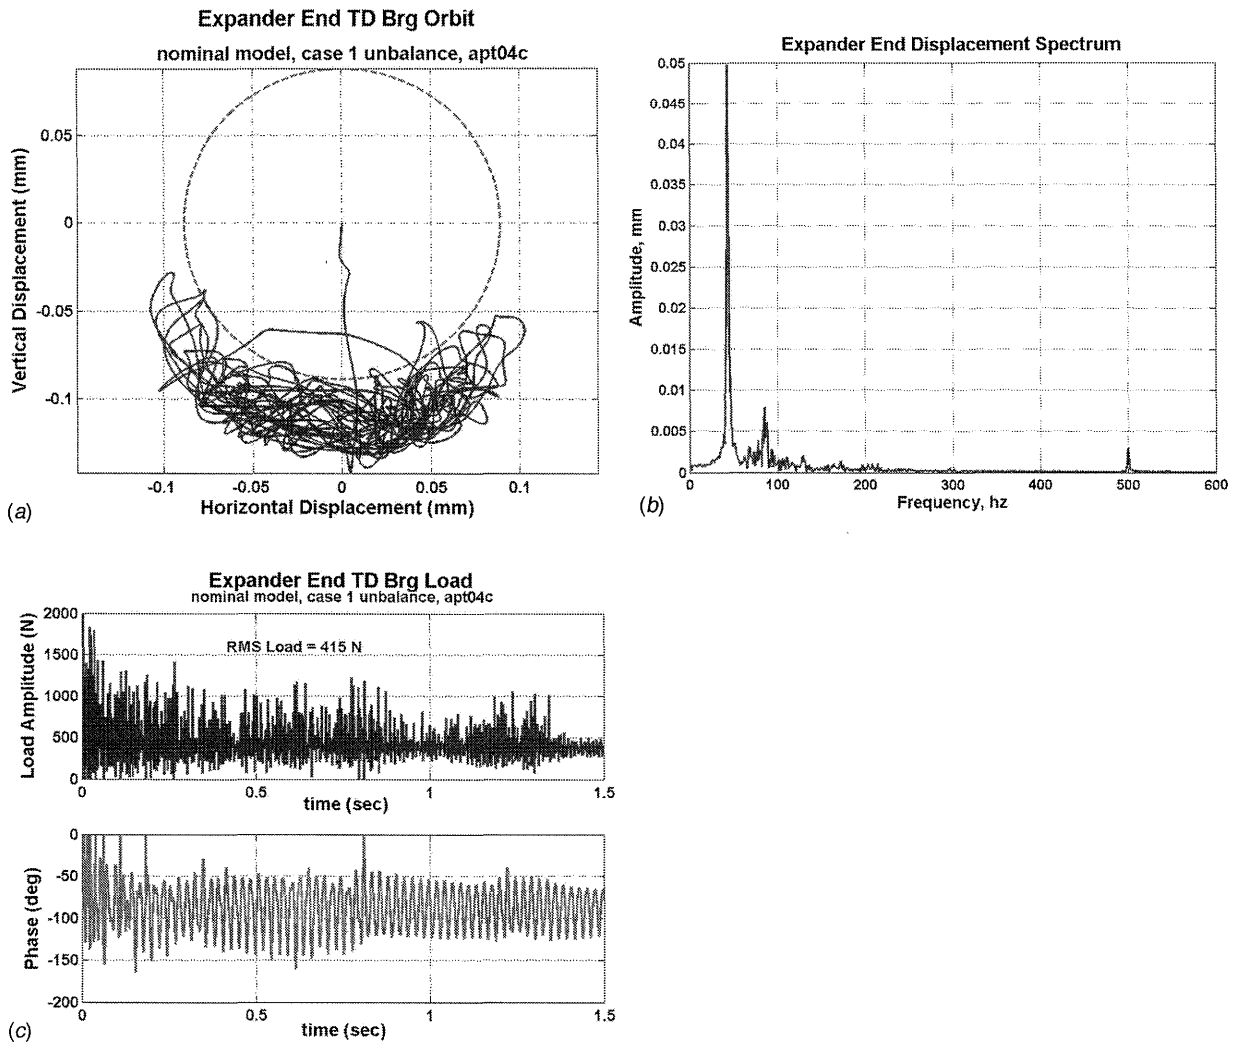 Expander End TD Brg Orbit
nominal model, case 1 unbalance, apt04c
0.05
0
-0.05
-0.1
Vertical Displacement (mm)
-0.1
-0.05
0
0.05
0.1
Horizontal Displacement (mm)
(a)
Expander End Displacement Spectrum
0.05
0.045
0.04
0.035
0.03
0.025
0.02
0.015
0.01
0.005
0
Amplitude, mm
0
100
200
300
400
500
600
Frequency, hz
(b)
Expander End TD Brg Load
nominal model, case 1 unbalance, apt04c
RMS Load = 415 N
2000
1500
1000
500
0
Load Amplitude (N)
0
0.5
1
1.5
time (sec)
0
-50
-100
-150
-200
Phase (deg)
0
0.5
1
1.5
time (sec)
(c)